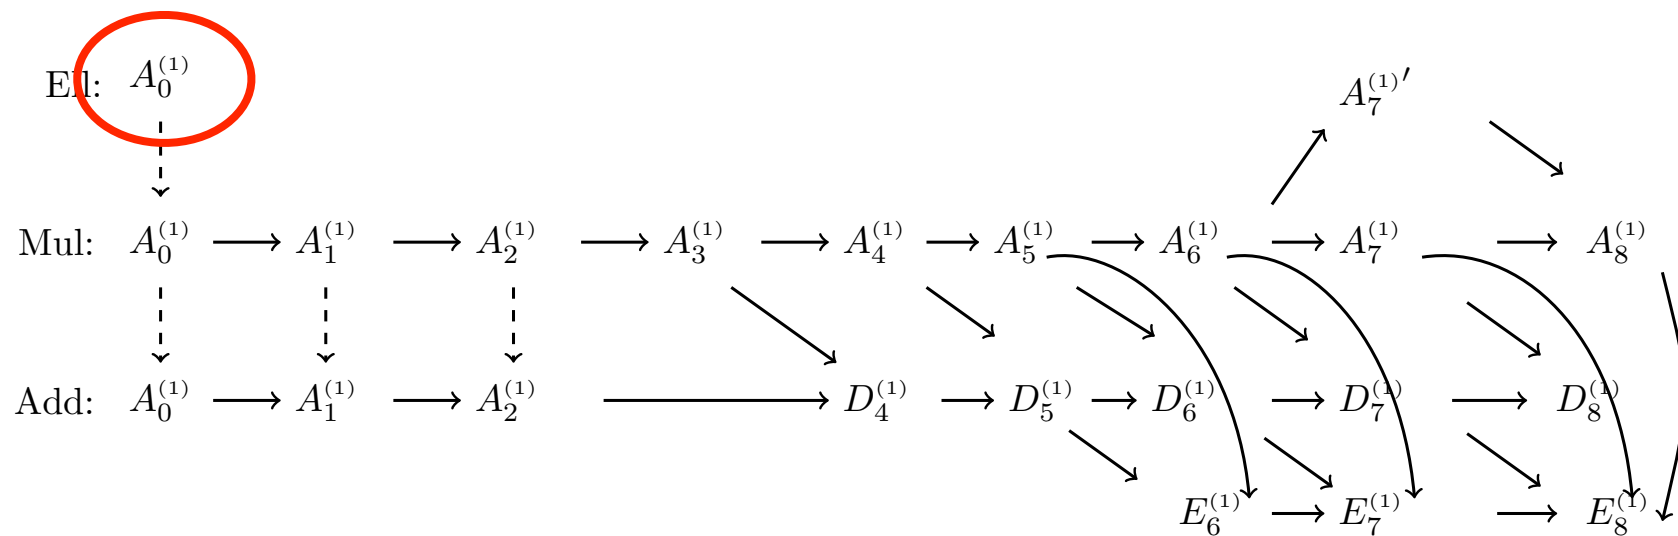 Ell: $A_0^{(1)}$ $A_7^{(1)\prime}$
Mul: $A_0^{(1)}$ $A_1^{(1)}$ $A_2^{(1)}$ $A_3^{(1)}$ $A_4^{(1)}$ $A_5^{(1)}$ $A_6^{(1)}$ $A_7^{(1)}$ $A_8^{(1)}$
Add: $A_0^{(1)}$ $A_1^{(1)}$ $A_2^{(1)}$ $D_4^{(1)}$ $D_5^{(1)}$ $D_6^{(1)}$ $D_7^{(1)}$ $D_8^{(1)}$
$E_6^{(1)}$ $E_7^{(1)}$ $E_8^{(1)}$